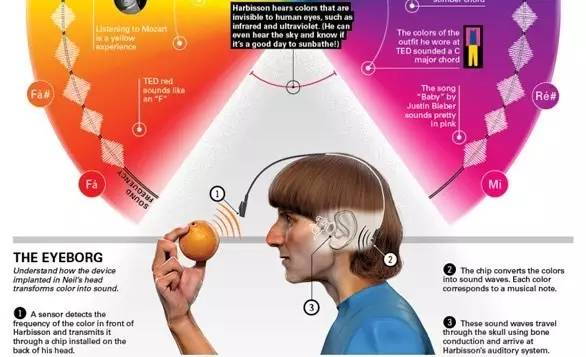 Harbisson hears colors that are
invisible to human eyes, such as
infrared and ultraviolet. (He can
even hear the sky and know if
it's a good day to sunbathe!)
Listening to Mozart
is a yellow
experience
TED red
sounds like
an "F"
chord
The colors of the
outfit he wore at
TED sounded a C
major chord
The song
"Baby" by
Justin Bieber
sounds pretty
in pink
Fá#
Fá
SOUND
FREQUENCY
Ré#
Mi
1
2
3
THE EYEBORG
Understand how the device
implanted in Neil's head
transforms color into sound.
1 A sensor detects the
frequency of the color in front of
Harbisson and transmits it
through a chip installed on the
back of his head.
2 The chip converts the colors
into sound waves. Each color
corresponds to a musical note.
3 These sound waves travel
through the skull using bone
conduction and arrive at
Harbisson's auditory system.